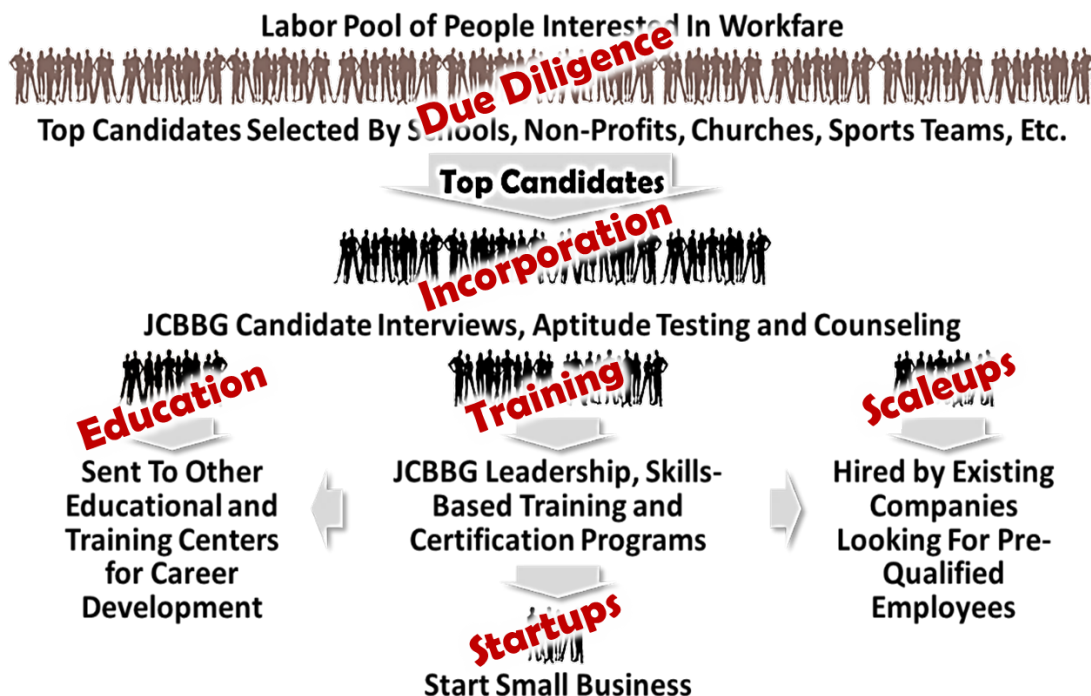 Labor Pool of People Interested In Workfare
Due Diligence
Top Candidates Selected By Schools, Non-Profits, Churches, Sports Teams, Etc.
Top Candidates
Incorporation
JCBBG Candidate Interviews, Aptitude Testing and Counseling
Education
Training
Scaleups
Sent To Other
Educational and
Training Centers
for Career
Development
JCBBG Leadership, Skills-
Based Training and
Certification Programs
Hired by Existing
Companies
Looking For Pre-
Qualified
Employees
Startups
Start Small Business